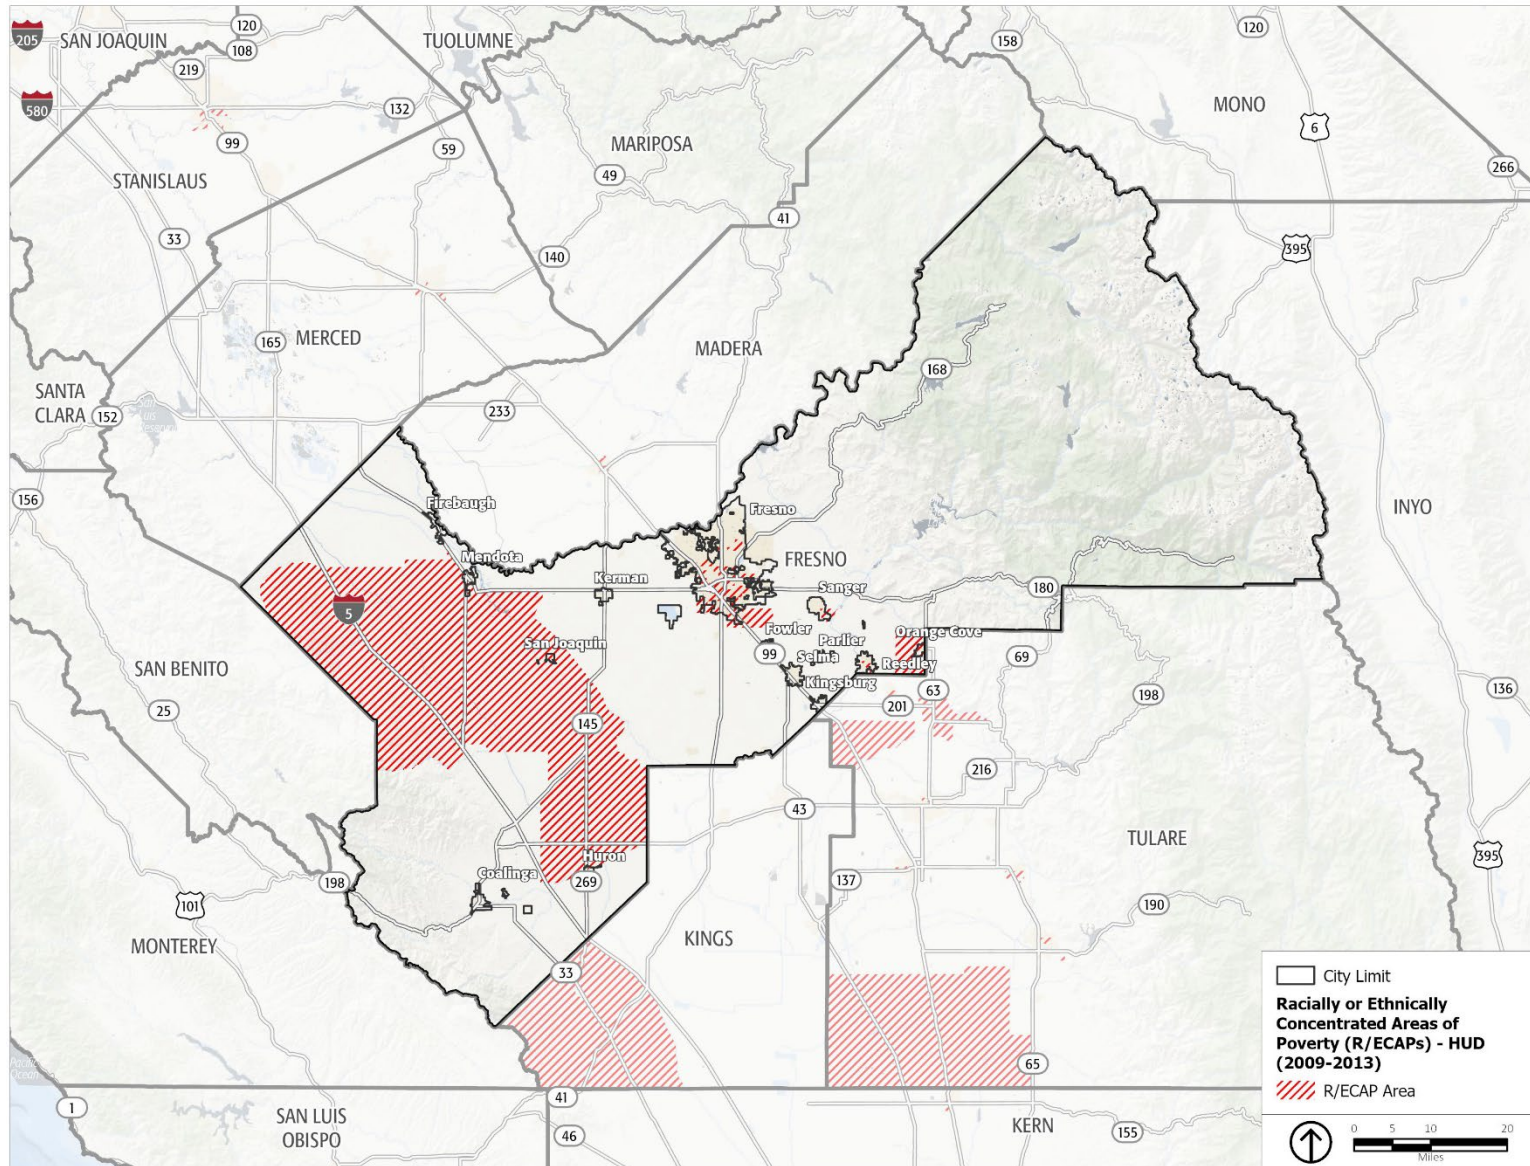 205
SAN JOAQUIN
120
108
219
TUOLUMNE
158
120
580
132
MONO
6
99
59
MARIPOSA
STANISLAUS
49
266
33
41
395
140
165
MERCED
MADERA
168
SANTA
CLARA
152
233
156
Firebaugh
Fresno
INYO
Mendota
FRESNO
Kerman
Sanger
180
5
San Joaquin
Fowler
Parlier
Orange Cove
99
Selma
Reedley
69
SAN BENITO
Kingsburg
63
198
136
25
201
145
216
43
TULARE
Huron
395
Coalinga
269
137
198
101
190
MONTEREY
KINGS
33
65
Pacific
Ocean
1
SAN LUIS
OBISPO
41
46
KERN
155
City Limit
Racially or Ethnically
Concentrated Areas of
Poverty (R/ECAPs) - HUD
(2009-2013)
R/ECAP Area
0 5 10 20
Miles